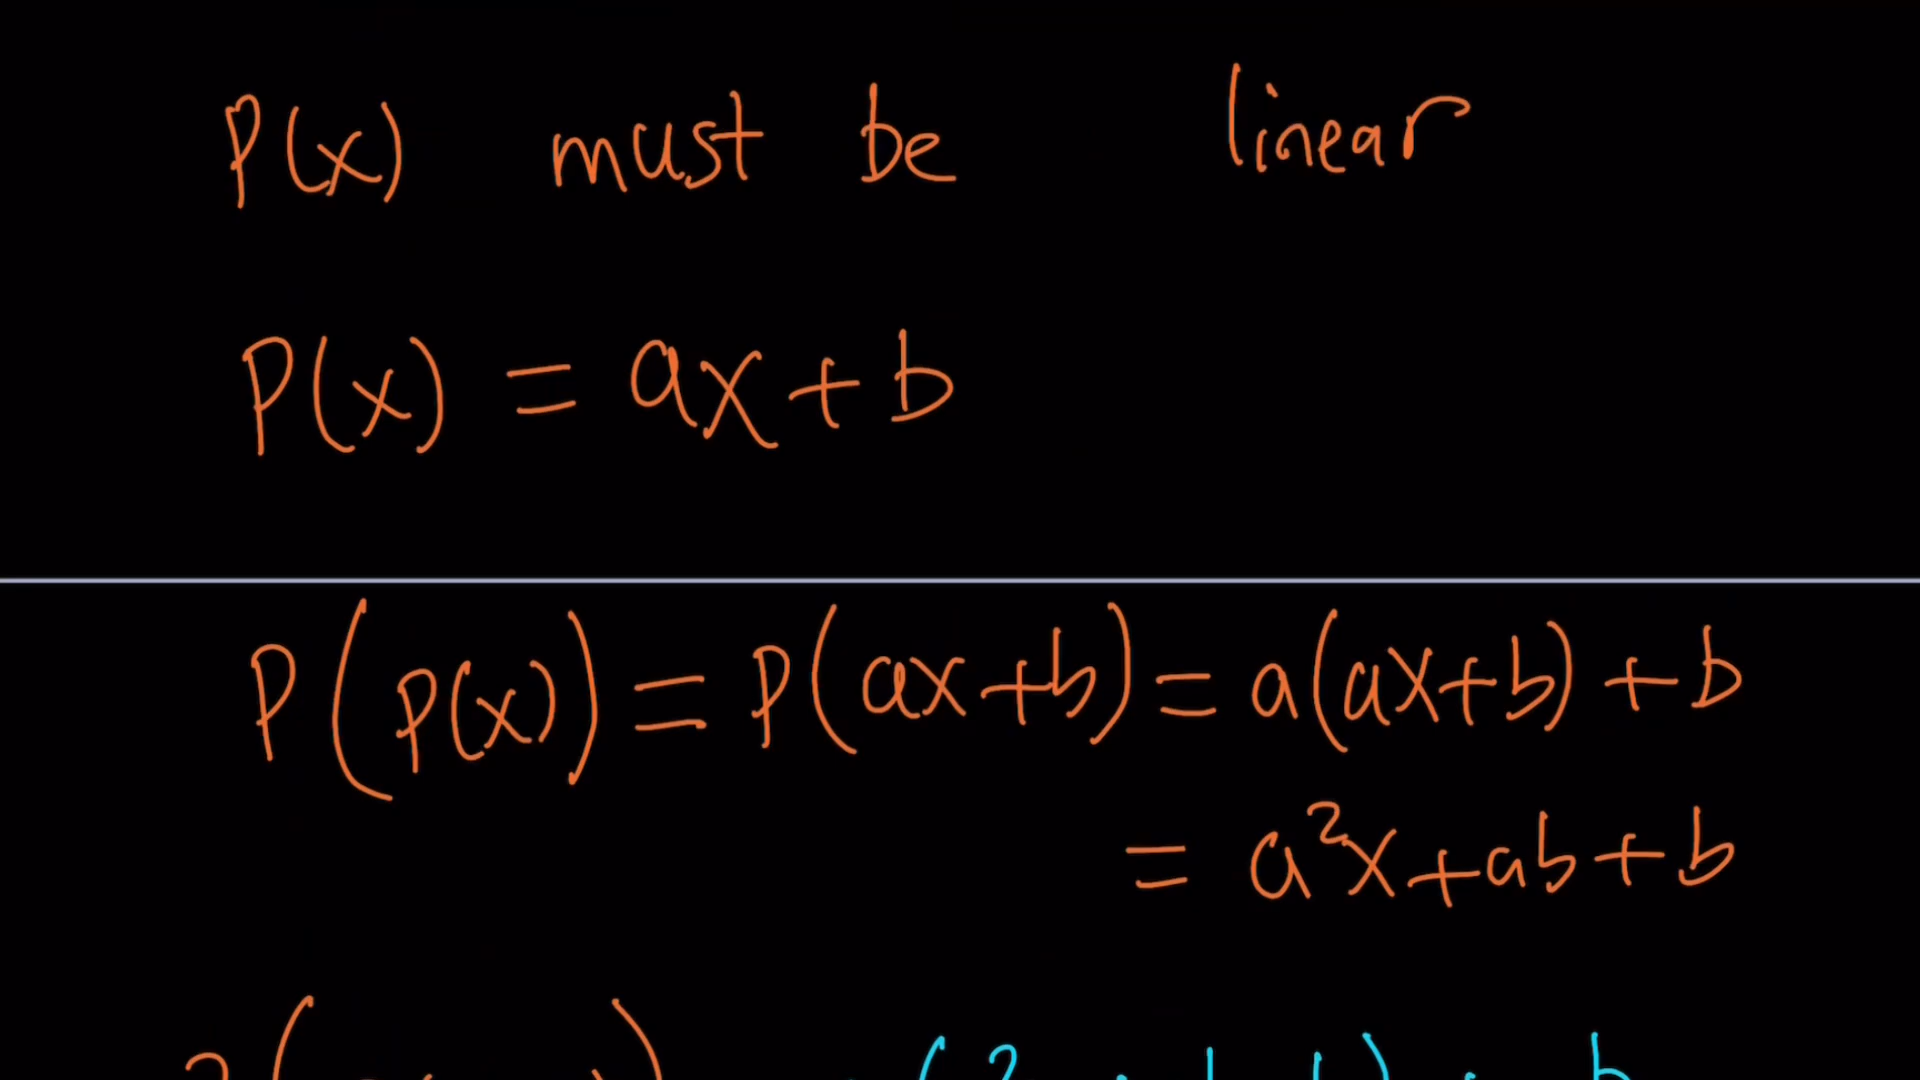 P(x) must be linear
P(x) = ax+b
P(P(x)) = P(ax+b) = a(ax+b)+b
= a²x+ab+b